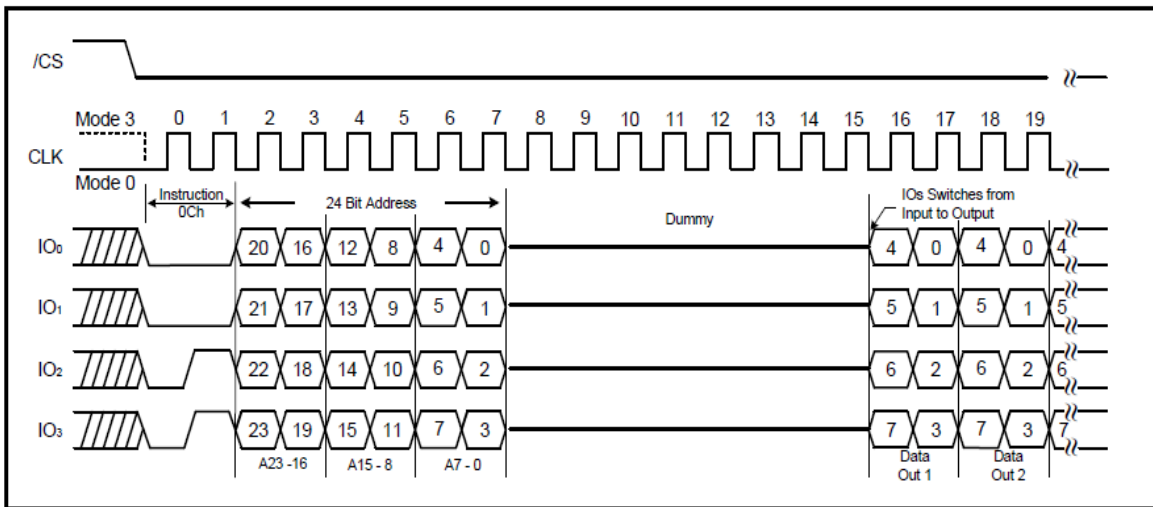 /CS
Mode 3 0 1 2 3 4 5 6 7 8 9 10 11 12 13 14 15 16 17 18 19
CLK
Mode 0
Instruction
0Ch
24 Bit Address
Dummy
IOs Switches from
Input to Output
IO0 20 16 12 8 4 0 4 0 4 0 4
IO1 21 17 13 9 5 1 5 1 5 1 5
IO2 22 18 14 10 6 2 6 2 6 2 6
IO3 23 19 15 11 7 3 7 3 7 3 7
A23 -16 A15 - 8 A7 - 0
Data
Out 1
Data
Out 2